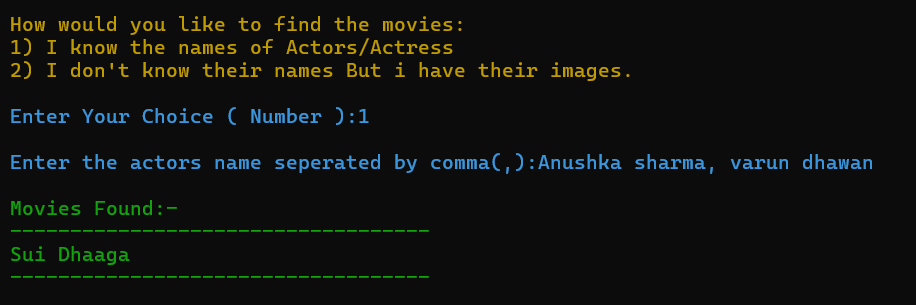 How would you like to find the movies:
1) I know the names of Actors/Actress
2) I don't know their names But i have their images.
Enter Your Choice ( Number ):1
Enter the actors name seperated by comma(,):Anushka sharma, varun dhawan
Movies Found:-
-----------------------------------
Sui Dhaaga
-----------------------------------